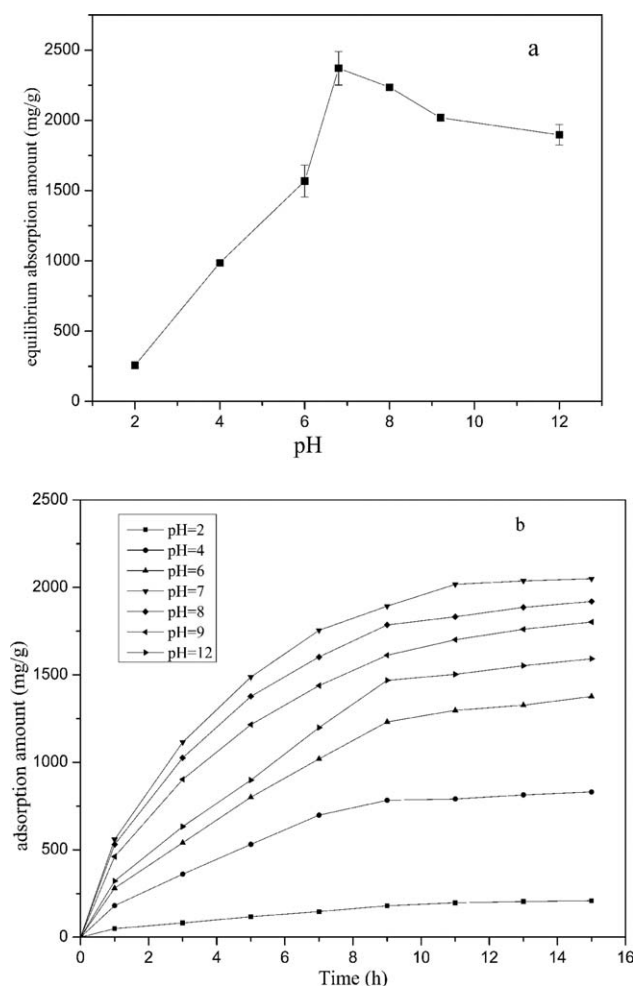 a
2500
2000
1500
1000
500
0
equilibrium absorption amount (mg/g)
2 4 6 8 10 12
pH
b
2500
2000
1500
1000
500
0
adsorption amount (mg/g)
pH=2
pH=4
pH=6
pH=7
pH=8
pH=9
pH=12
0 2 4 6 8 10 12 14 16
Time (h)